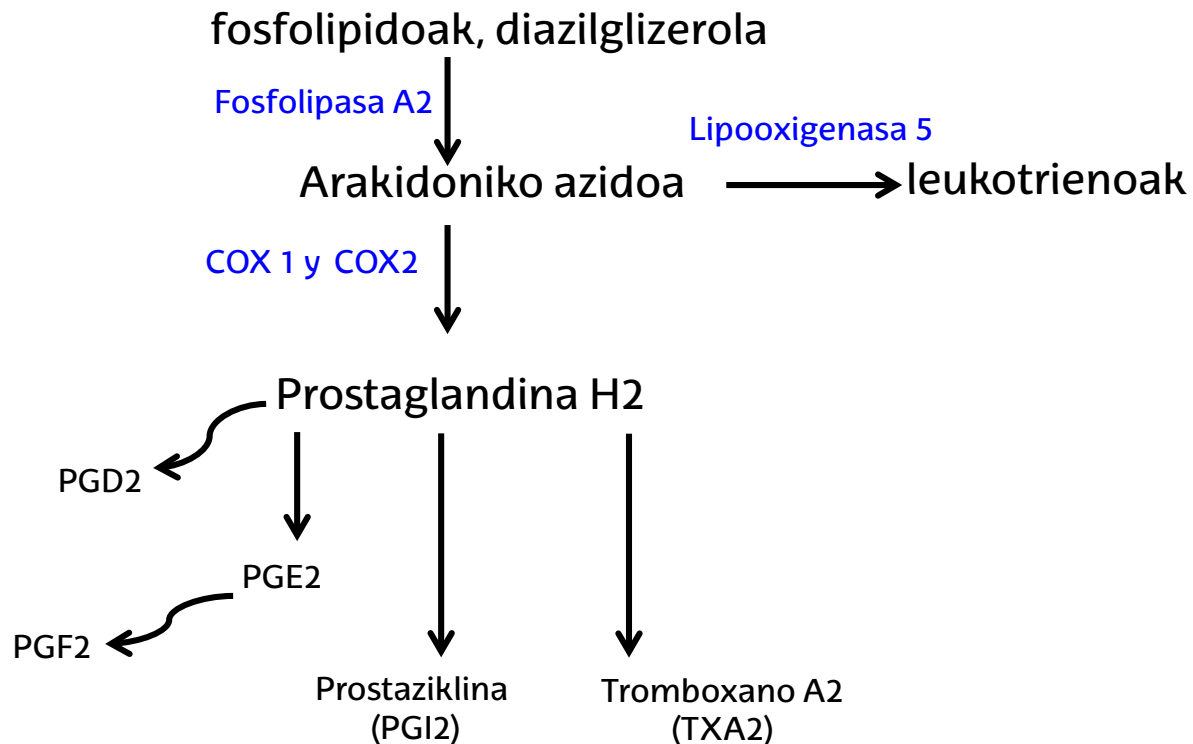 fosfolipidoak, diazilglizerola
Fosfolipasa A2
Lipooxigenasa 5
Arakidoniko azidoa
leukotrienoak
COX 1 y COX2
Prostaglandina H2
PGD2
PGE2
PGF2
Prostaziklina
(PGI2)
Tromboxano A2
(TXA2)